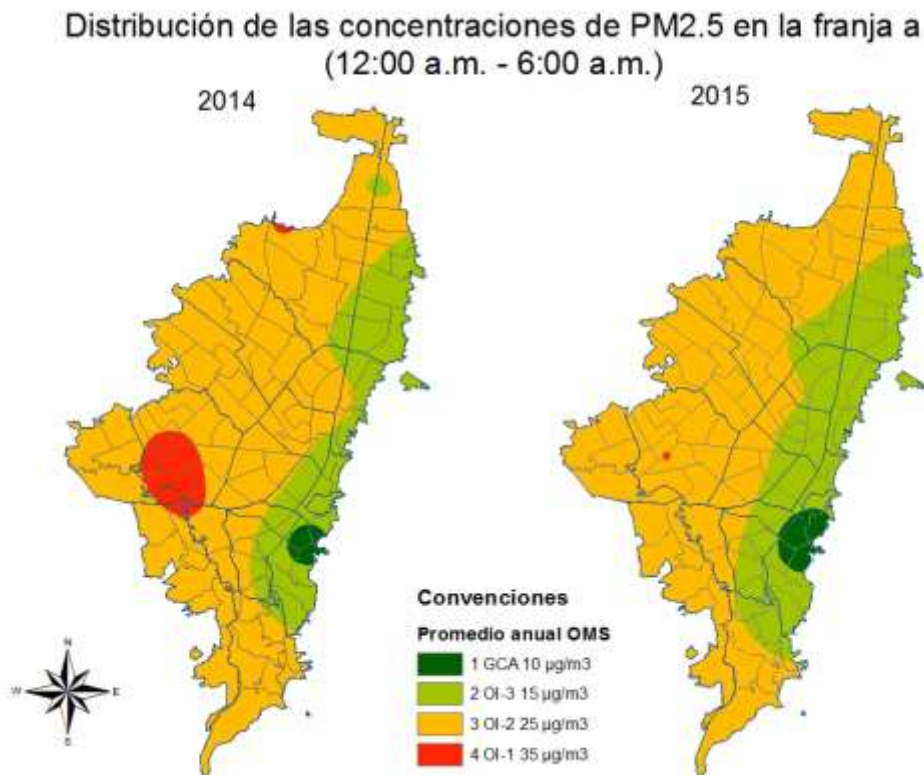 Distribución de las concentraciones de PM2.5 en la franja a
(12:00 a.m. - 6:00 a.m.)
2014
2015
Convenciones
Promedio anual OMS
1 GCA 10 µg/m3
2 OI-3 15 µg/m3
3 OI-2 25 µg/m3
4 OI-1 35 µg/m3
N
W
E
S